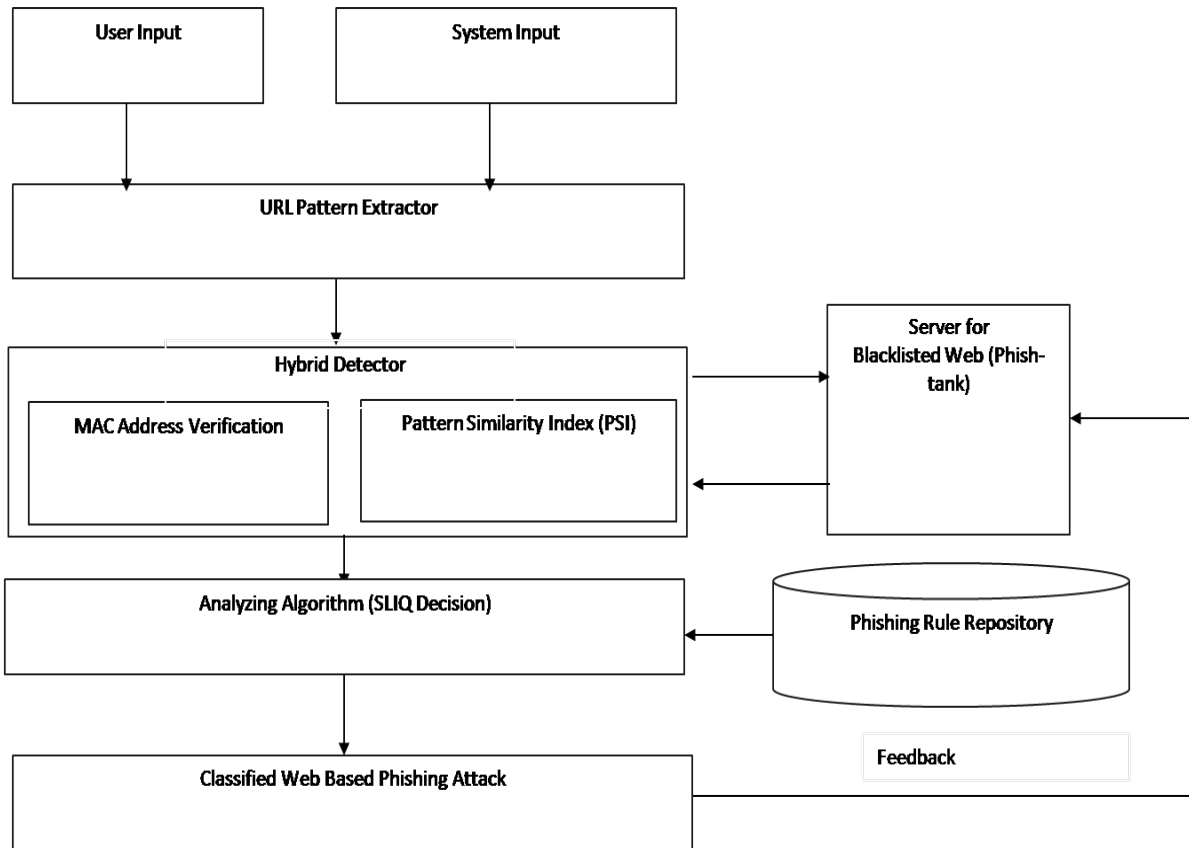 User Input
System Input
URL Pattern Extractor
Hybrid Detector
MAC Address Verification
Pattern Similarity Index (PSI)
Server for
Blacklisted Web (Phish-
tank)
Analyzing Algorithm (SLIQ Decision)
Phishing Rule Repository
Feedback
Classified Web Based Phishing Attack